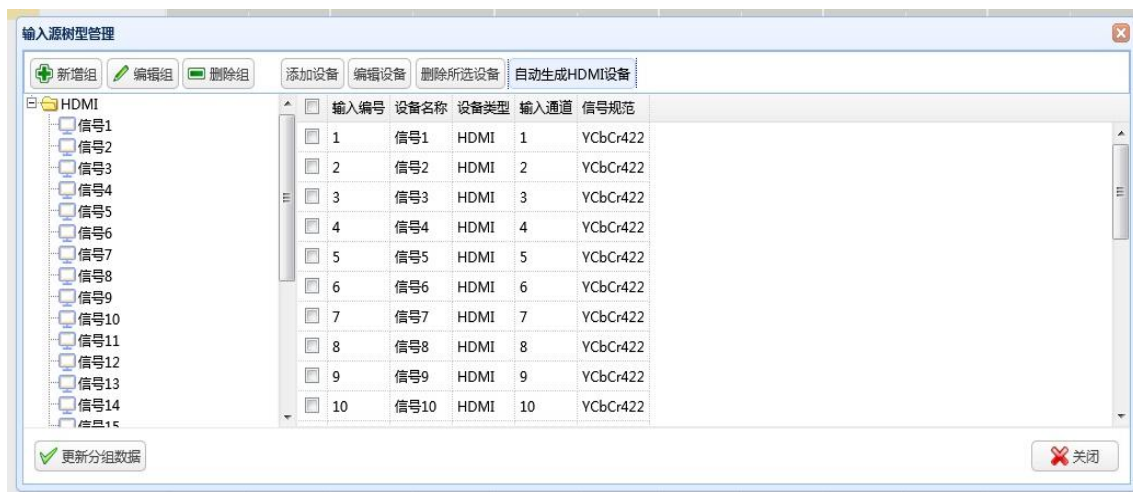 输入源树型管理
新增组 编辑组 删除组 添加设备 编辑设备 删除所选设备 自动生成HDMI设备
HDMI
信号1
信号2
信号3
信号4
信号5
信号6
信号7
信号8
信号9
信号10
信号11
信号12
信号13
信号14
信号15
输入编号 设备名称 设备类型 输入通道 信号规范
1 信号1 HDMI 1 YCbCr422
2 信号2 HDMI 2 YCbCr422
3 信号3 HDMI 3 YCbCr422
4 信号4 HDMI 4 YCbCr422
5 信号5 HDMI 5 YCbCr422
6 信号6 HDMI 6 YCbCr422
7 信号7 HDMI 7 YCbCr422
8 信号8 HDMI 8 YCbCr422
9 信号9 HDMI 9 YCbCr422
10 信号10 HDMI 10 YCbCr422
更新分组数据 关闭